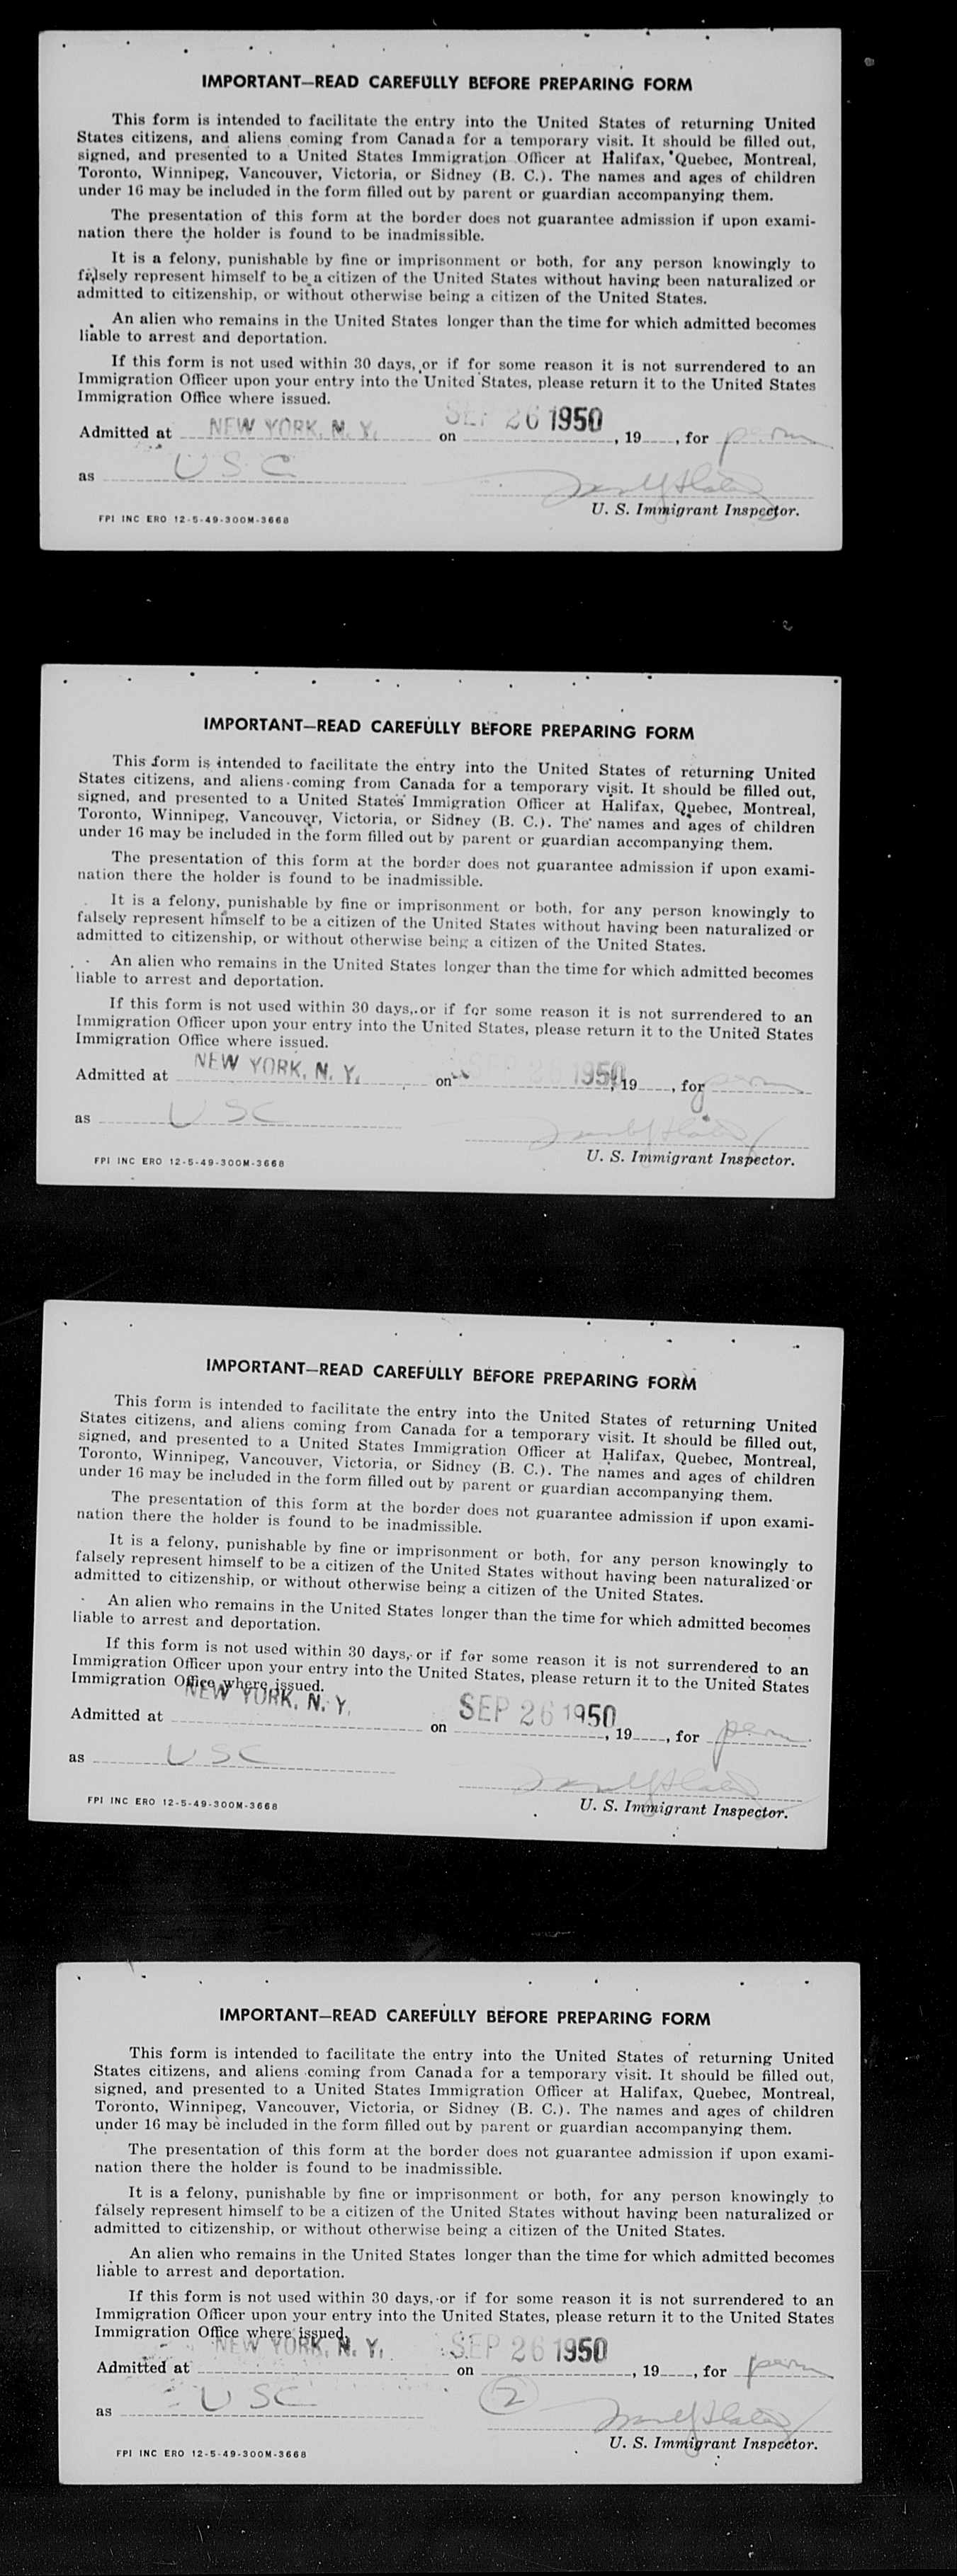 IMPORTANT—READ CAREFULLY BEFORE PREPARING FORM
This form is intended to facilitate the entry into the United States of returning United
States citizens, and aliens coming from Canada for a temporary visit. It should be filled out,
signed, and presented to a United States Immigration Officer at Halifax, Quebec, Montreal,
Toronto, Winnipeg, Vancouver, Victoria, or Sidney (B. C.). The names and ages of children
under 16 may be included in the form filled out by parent or guardian accompanying them.
The presentation of this form at the border does not guarantee admission if upon exami-
nation there the holder is found to be inadmissible.
It is a felony, punishable by fine or imprisonment or both, for any person knowingly to
falsely represent himself to be a citizen of the United States without having been naturalized or
admitted to citizenship, or without otherwise being a citizen of the United States.
An alien who remains in the United States longer than the time for which admitted becomes
liable to arrest and deportation.
If this form is not used within 30 days, or if for some reason it is not surrendered to an
Immigration Officer upon your entry into the United States, please return it to the United States
Immigration Office where issued.
Admitted at NEW YORK, N. Y. on SEP 26 1950, 19____, for perm
as USC
U. S. Immigrant Inspector.
FPI INC ERO 12-5-49-300M-3668
IMPORTANT—READ CAREFULLY BEFORE PREPARING FORM
This form is intended to facilitate the entry into the United States of returning United
States citizens, and aliens coming from Canada for a temporary visit. It should be filled out,
signed, and presented to a United States Immigration Officer at Halifax, Quebec, Montreal,
Toronto, Winnipeg, Vancouver, Victoria, or Sidney (B. C.). The names and ages of children
under 16 may be included in the form filled out by parent or guardian accompanying them.
The presentation of this form at the border does not guarantee admission if upon exami-
nation there the holder is found to be inadmissible.
It is a felony, punishable by fine or imprisonment or both, for any person knowingly to
falsely represent himself to be a citizen of the United States without having been naturalized or
admitted to citizenship, or without otherwise being a citizen of the United States.
An alien who remains in the United States longer than the time for which admitted becomes
liable to arrest and deportation.
If this form is not used within 30 days, or if for some reason it is not surrendered to an
Immigration Officer upon your entry into the United States, please return it to the United States
Immigration Office where issued.
Admitted at NEW YORK, N. Y. on SEP 26 1950, 19____, for perm
as USC
U. S. Immigrant Inspector.
FPI INC ERO 12-5-49-300M-3668
IMPORTANT—READ CAREFULLY BEFORE PREPARING FORM
This form is intended to facilitate the entry into the United States of returning United
States citizens, and aliens coming from Canada for a temporary visit. It should be filled out,
signed, and presented to a United States Immigration Officer at Halifax, Quebec, Montreal,
Toronto, Winnipeg, Vancouver, Victoria, or Sidney (B. C.). The names and ages of children
under 16 may be included in the form filled out by parent or guardian accompanying them.
The presentation of this form at the border does not guarantee admission if upon exami-
nation there the holder is found to be inadmissible.
It is a felony, punishable by fine or imprisonment or both, for any person knowingly to
falsely represent himself to be a citizen of the United States without having been naturalized or
admitted to citizenship, or without otherwise being a citizen of the United States.
An alien who remains in the United States longer than the time for which admitted becomes
liable to arrest and deportation.
If this form is not used within 30 days, or if for some reason it is not surrendered to an
Immigration Officer upon your entry into the United States, please return it to the United States
Immigration Office where issued.
Admitted at NEW YORK, N. Y. on SEP 26 1950, 19____, for perm
as USC
U. S. Immigrant Inspector.
FPI INC ERO 12-5-49-300M-3668
IMPORTANT—READ CAREFULLY BEFORE PREPARING FORM
This form is intended to facilitate the entry into the United States of returning United
States citizens, and aliens coming from Canada for a temporary visit. It should be filled out,
signed, and presented to a United States Immigration Officer at Halifax, Quebec, Montreal,
Toronto, Winnipeg, Vancouver, Victoria, or Sidney (B. C.). The names and ages of children
under 16 may be included in the form filled out by parent or guardian accompanying them.
The presentation of this form at the border does not guarantee admission if upon exami-
nation there the holder is found to be inadmissible.
It is a felony, punishable by fine or imprisonment or both, for any person knowingly to
falsely represent himself to be a citizen of the United States without having been naturalized or
admitted to citizenship, or without otherwise being a citizen of the United States.
An alien who remains in the United States longer than the time for which admitted becomes
liable to arrest and deportation.
If this form is not used within 30 days, or if for some reason it is not surrendered to an
Immigration Officer upon your entry into the United States, please return it to the United States
Immigration Office where issued.
Admitted at NEW YORK, N. Y. on SEP 26 1950, 19____, for perm
as USC 2
U. S. Immigrant Inspector.
FPI INC ERO 12-5-49-300M-3668